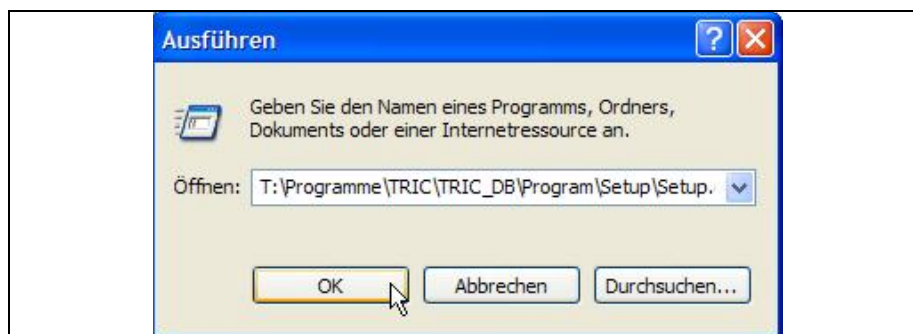 Ausführen
Geben Sie den Namen eines Programms, Ordners,
Dokuments oder einer Internetressource an.
Öffnen: T:\Programme\TRIC\TRIC_DB\Program\Setup\Setup.
OK Abbrechen Durchsuchen...